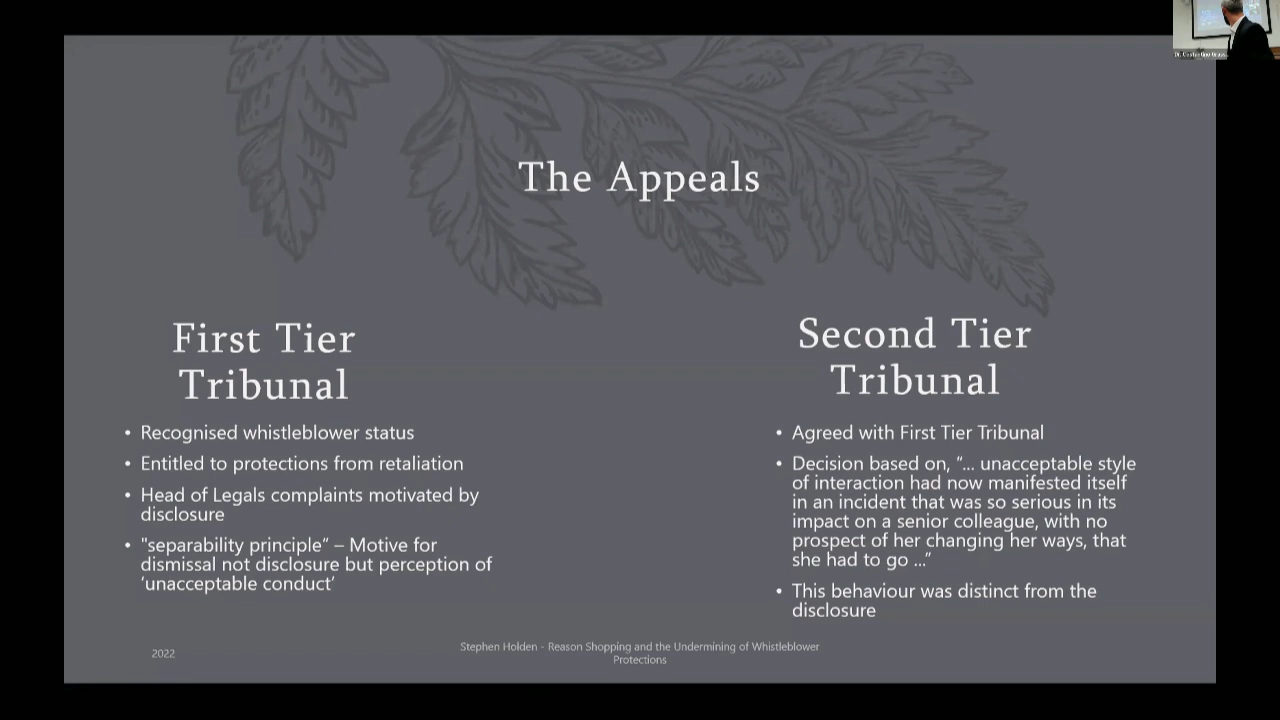 The Appeals
First Tier
Tribunal
• Recognised whistleblower status
• Entitled to protections from retaliation
• Head of Legals complaints motivated by
disclosure
• "separability principle” – Motive for
dismissal not disclosure but perception of
‘unacceptable conduct’
Second Tier
Tribunal
• Agreed with First Tier Tribunal
• Decision based on, “... unacceptable style
of interaction had now manifested itself
in an incident that was so serious in its
impact on a senior colleague, with no
prospect of her changing her ways, that
she had to go ...”
• This behaviour was distinct from the
disclosure
2022
Stephen Holden - Reason Shopping and the Undermining of Whistleblower
Protections